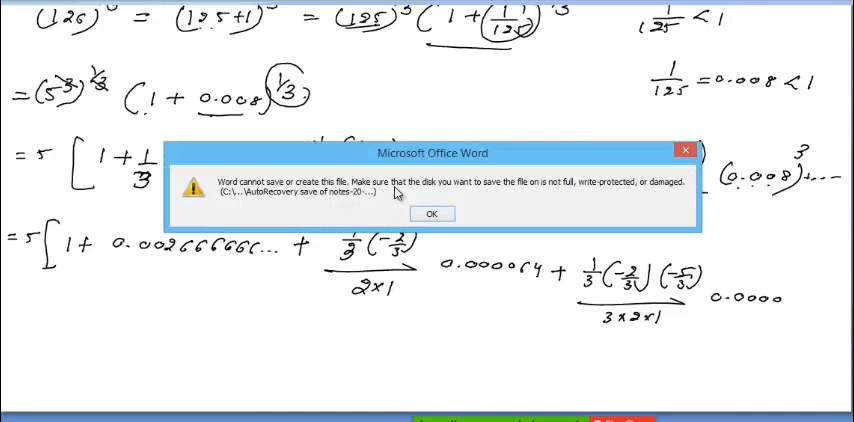 (126) = (125+1) = (125)^{1/3} (1 + (1/125))^{1/3} 1/125 < 1
= (5^3)^{1/3} (1 + 0.008)^{1/3} 1/125 = 0.008 < 1
= 5 [ 1 + 1/3 (0.008)^3 + ....
Microsoft Office Word
Word cannot save or create this file. Make sure that the disk you want to save the file on is not full, write-protected, or damaged.
(C:\...\AutoRecovery save of notes-20-...)
OK
= 5 [ 1 + 0.002666666... + 1/3 (-2/3) / 2×1 0.000064 + 1/3 (-2/3) (-5/3) / 3×2×1 0.0000